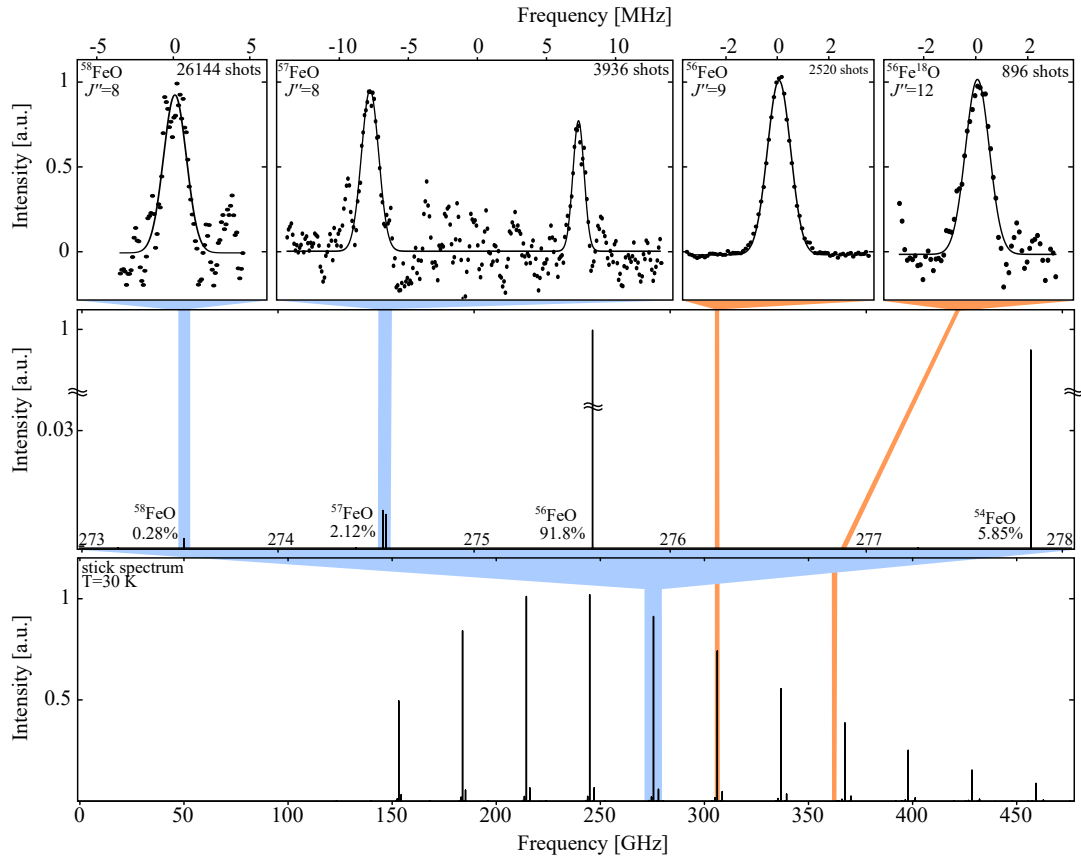 Frequency [MHz]
-5 0 5 -10 -5 0 5 10 -2 0 2 -2 0 2
⁵⁸FeO 26144 shots
J''=8
⁵⁷FeO 3936 shots
J''=8
⁵⁶FeO 2520 shots
J''=9
⁵⁶Fe¹⁸O 896 shots
J''=12
Intensity [a.u.]
1
0.5
0
Intensity [a.u.]
1
0.03
⁵⁸FeO
0.28%
⁵⁷FeO
2.12%
⁵⁶FeO
91.8%
⁵⁴FeO
5.85%
273 274 275 276 277 278
stick spectrum
T=30 K
Intensity [a.u.]
1
0.5
0 50 100 150 200 250 300 350 400 450
Frequency [GHz]